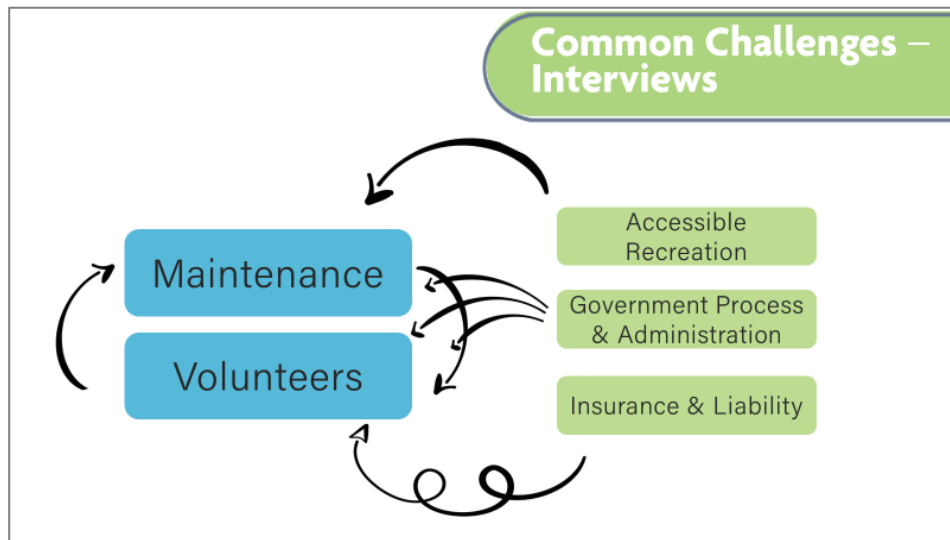 Common Challenges –
Interviews
Accessible
Recreation
Maintenance
Government Process
& Administration
Volunteers
Insurance & Liability